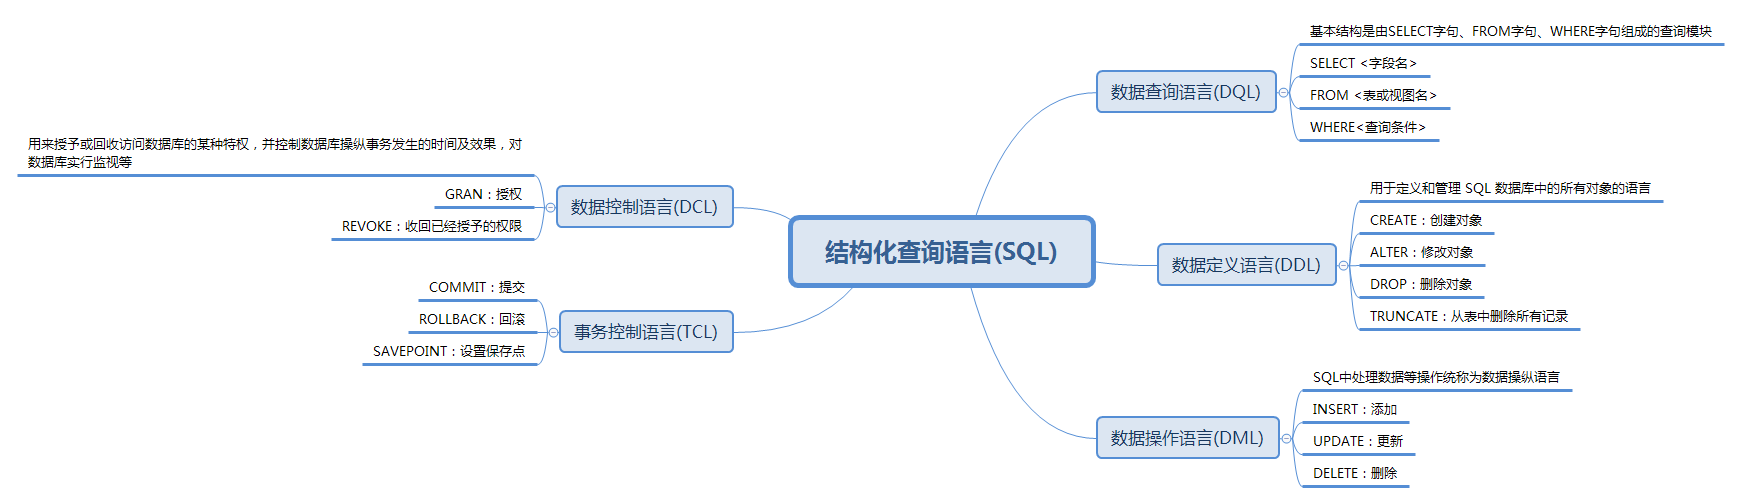 结构化查询语言(SQL)
数据查询语言(DQL)
基本结构是由SELECT字句、FROM字句、WHERE字句组成的查询模块
SELECT <字段名>
FROM <表或视图名>
WHERE<查询条件>
数据定义语言(DDL)
用于定义和管理 SQL 数据库中的所有对象的语言
CREATE：创建对象
ALTER：修改对象
DROP：删除对象
TRUNCATE：从表中删除所有记录
数据操作语言(DML)
SQL中处理数据等操作统称为数据操纵语言
INSERT：添加
UPDATE：更新
DELETE：删除
数据控制语言(DCL)
用来授予或回收访问数据库的某种特权，并控制数据库操纵事务发生的时间及效果，对
数据库实行监视等
GRAN：授权
REVOKE：收回已经授予的权限
事务控制语言(TCL)
COMMIT：提交
ROLLBACK：回滚
SAVEPOINT：设置保存点